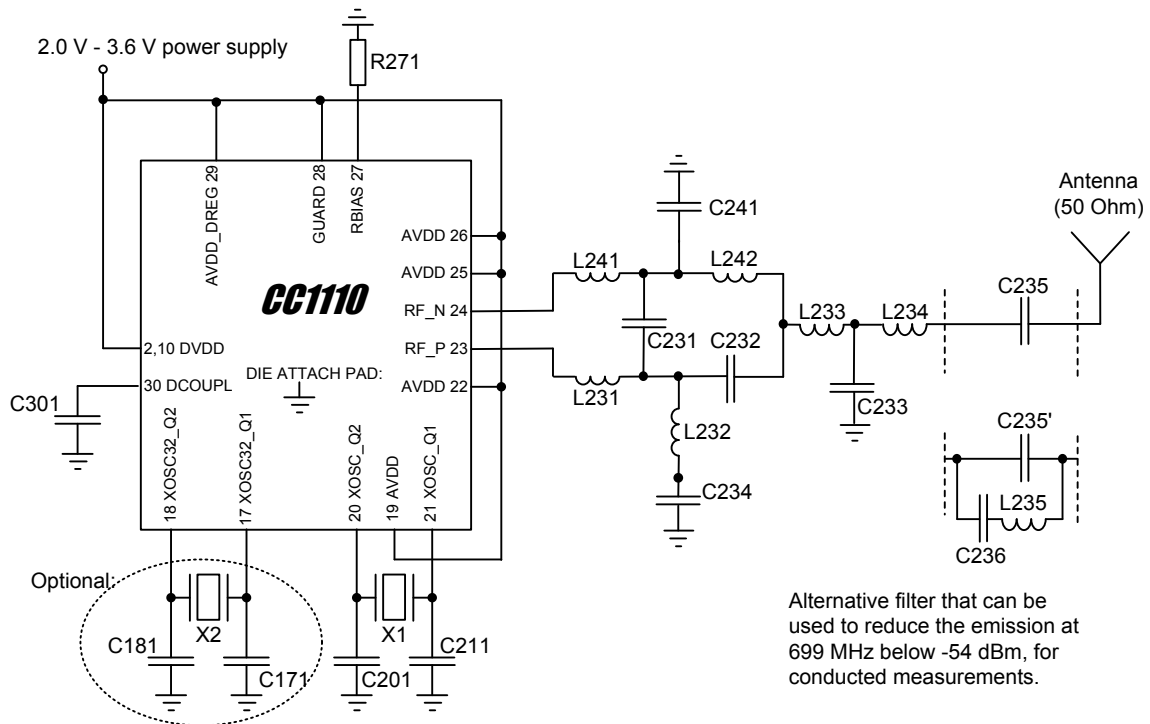 2.0 V - 3.6 V power supply
R271
AVDD_DREG 29
GUARD 28
RBIAS 27
AVDD 26
AVDD 25
RF_N 24
RF_P 23
AVDD 22
CC1110
2,10 DVDD
30 DCOUPL
DIE ATTACH PAD:
C301
18 XOSC32_Q2
17 XOSC32_Q1
20 XOSC_Q2
19 AVDD
21 XOSC_Q1
Optional:
X2
X1
C181
C171
C201
C211
C241
L241
L242
C231
C232
L231
L232
C234
L233
L234
C233
C235
Antenna
(50 Ohm)
C235'
L235
C236
Alternative filter that can be
used to reduce the emission at
699 MHz below -54 dBm, for
conducted measurements.